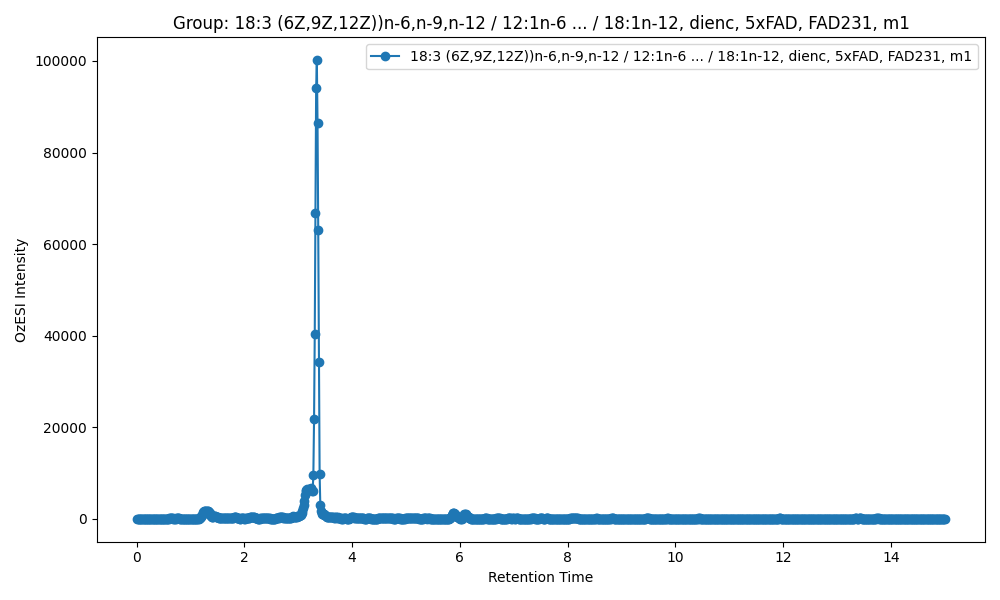 Group: 18:3 (6Z,9Z,12Z))n-6,n-9,n-12 / 12:1n-6 ... / 18:1n-12, dienc, 5xFAD, FAD231, m1
18:3 (6Z,9Z,12Z))n-6,n-9,n-12 / 12:1n-6 ... / 18:1n-12, dienc, 5xFAD, FAD231, m1
100000
80000
60000
40000
20000
0
OzESI Intensity
0 2 4 6 8 10 12 14
Retention Time